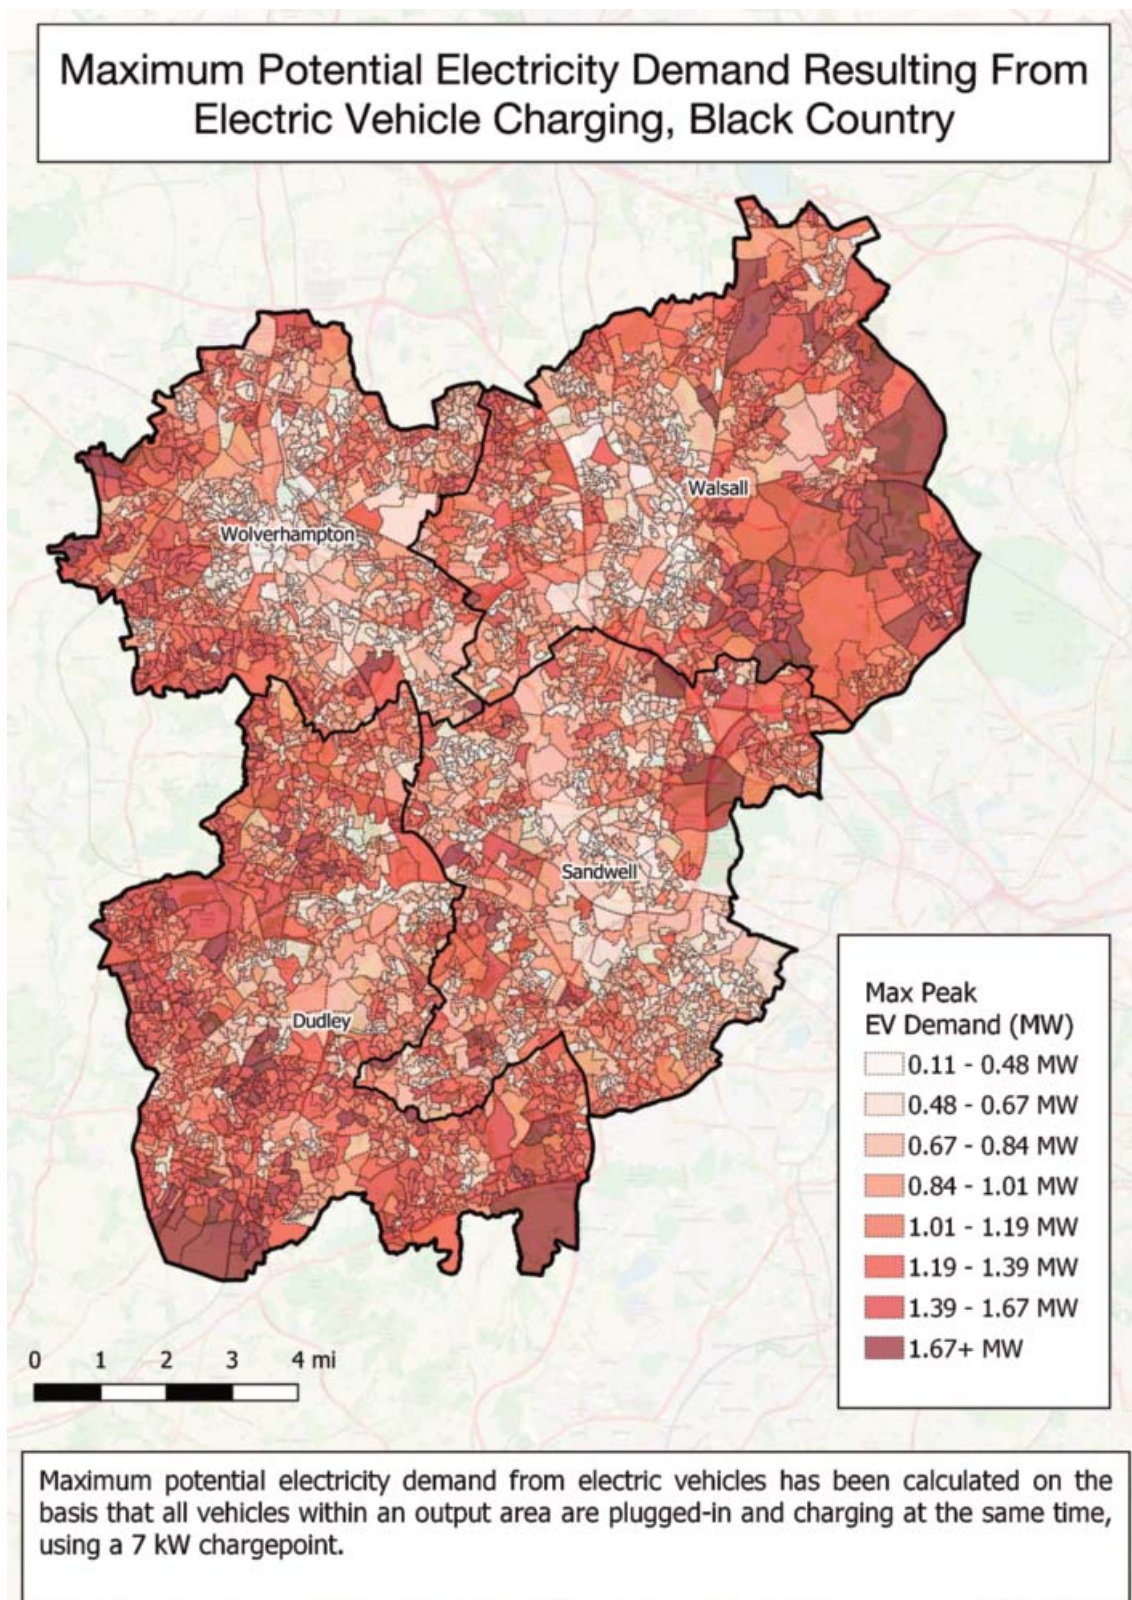 Maximum Potential Electricity Demand Resulting From
Electric Vehicle Charging, Black Country
Walsall
Wolverhampton
Sandwell
Dudley
Max Peak
EV Demand (MW)
0.11 - 0.48 MW
0.48 - 0.67 MW
0.67 - 0.84 MW
0.84 - 1.01 MW
1.01 - 1.19 MW
1.19 - 1.39 MW
1.39 - 1.67 MW
1.67+ MW
0 1 2 3 4 mi
Maximum potential electricity demand from electric vehicles has been calculated on the
basis that all vehicles within an output area are plugged-in and charging at the same time,
using a 7 kW chargepoint.